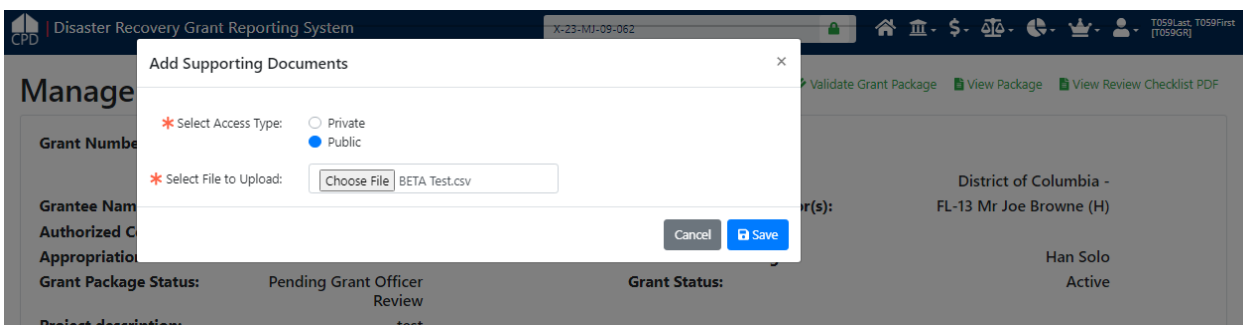 CPD | Disaster Recovery Grant Reporting System X-23-MJ-09-062 T059Last, T059First [T059GR]
Add Supporting Documents ×
Manage Validate Grant Package View Package View Review Checklist PDF
* Select Access Type: Private
Public
Grant Numbe
* Select File to Upload: Choose File BETA Test.csv
District of Columbia -
Grantee Nam r(s): FL-13 Mr Joe Browne (H)
Authorized C Cancel Save
Appropriation Han Solo
Grant Package Status: Pending Grant Officer Grant Status: Active
Review
Project description: test